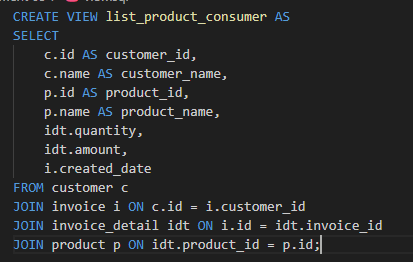 CREATE VIEW list_product_consumer AS
SELECT
    c.id AS customer_id,
    c.name AS customer_name,
    p.id AS product_id,
    p.name AS product_name,
    idt.quantity,
    idt.amount,
    i.created_date
FROM customer c
JOIN invoice i ON c.id = i.customer_id
JOIN invoice_detail idt ON i.id = idt.invoice_id
JOIN product p ON idt.product_id = p.id;